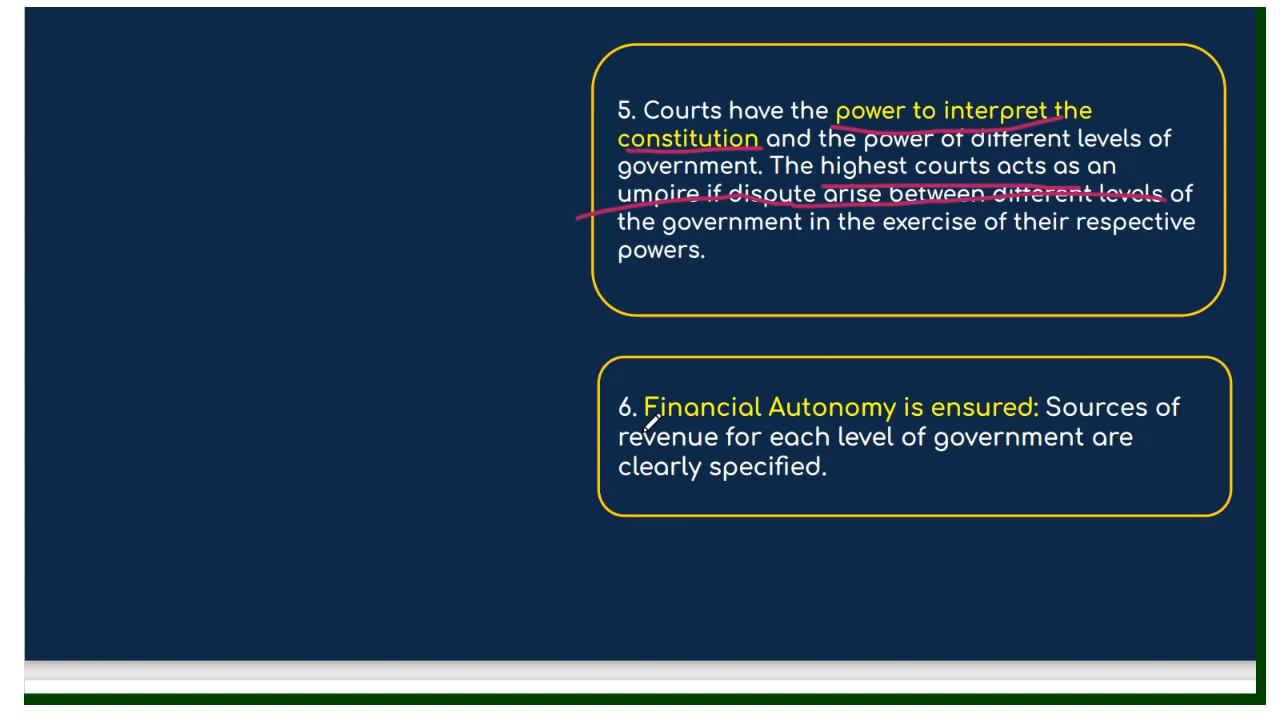 5. Courts have the power to interpret the
constitution and the power of different levels of
government. The highest courts acts as an
umpire if dispute arise between different levels of
the government in the exercise of their respective
powers.
6. Financial Autonomy is ensured: Sources of
revenue for each level of government are
clearly specified.